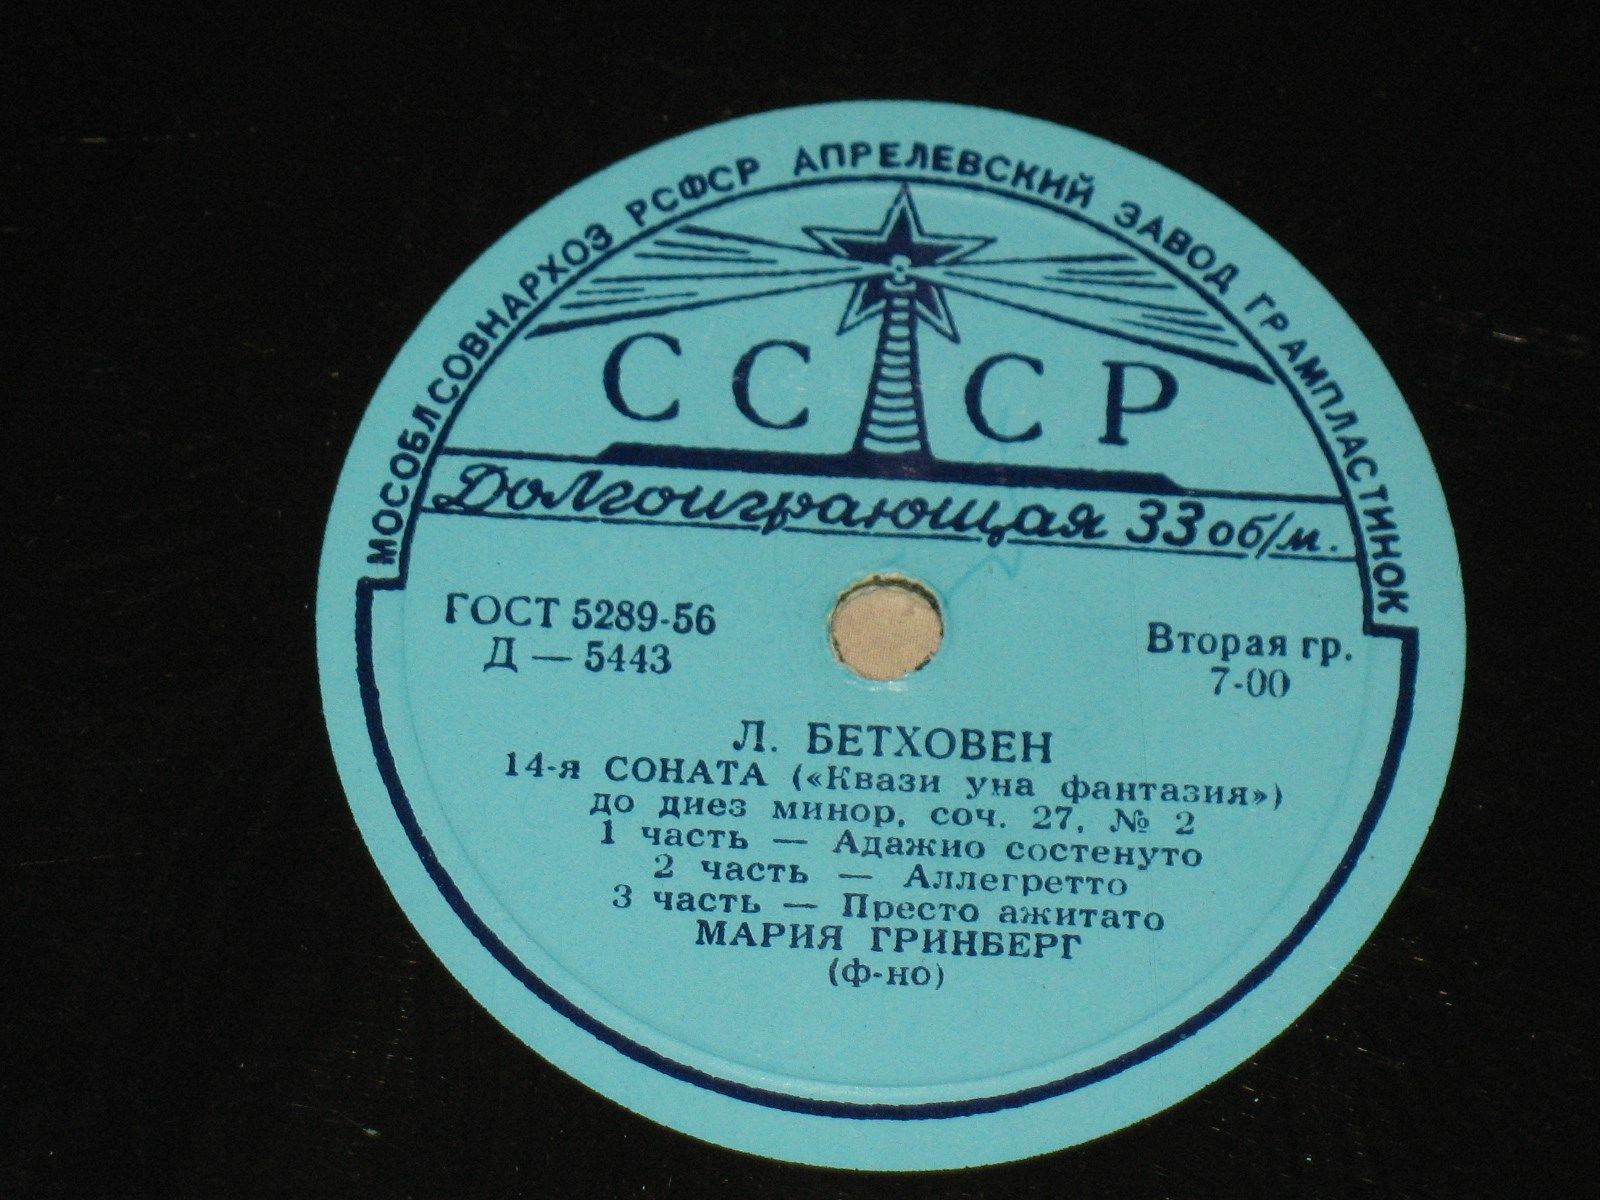 МОСОБЛСОВНАРХОЗ РСФСР АПРЕЛЕВСКИЙ ЗАВОД ГРАМПЛАСТИНОК
СССР
Долгоиграющая 33 об/м.
ГОСТ 5289-56
Д — 5443
Вторая гр.
7-00
Л. БЕТХОВЕН
14-я СОНАТА («Квази уна фантазия»)
до диез минор, соч. 27, № 2
1 часть — Адажио состенуто
2 часть — Аллегретто
3 часть — Престо ажитато
МАРИЯ ГРИНБЕРГ
(ф-но)